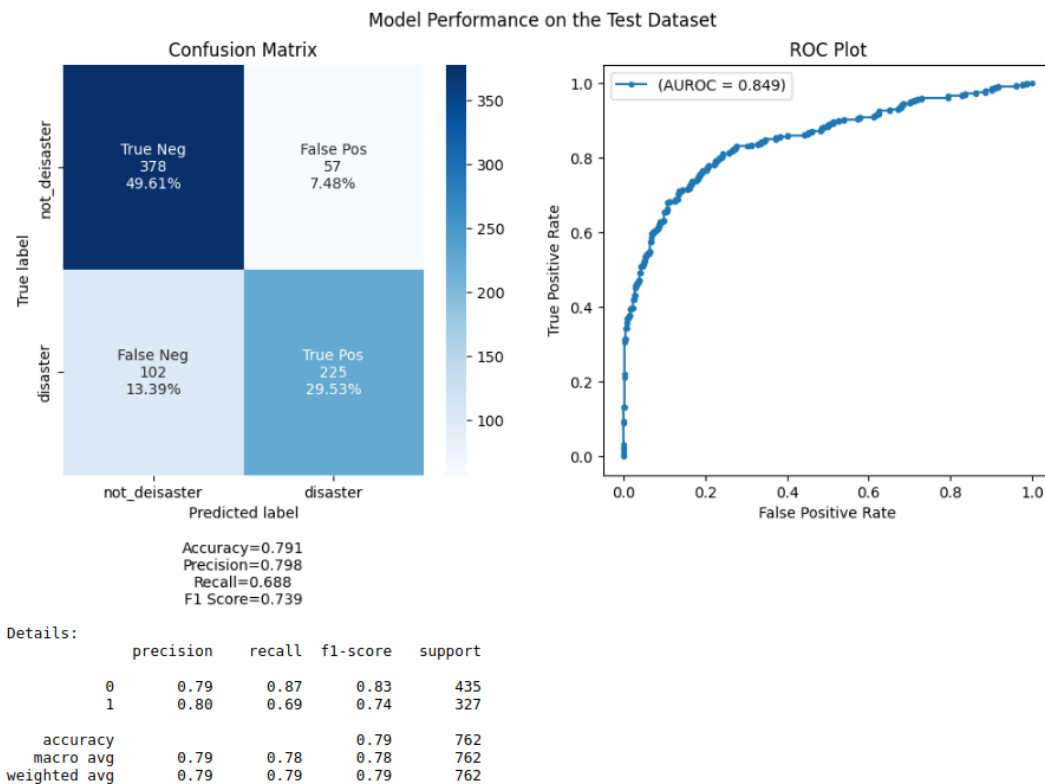 Model Performance on the Test Dataset
Confusion Matrix
True Neg
378
49.61%
False Pos
57
7.48%
False Neg
102
13.39%
True Pos
225
29.53%
not_deisaster
disaster
True label
not_deisaster
disaster
Predicted label
350
300
250
200
150
100
Accuracy=0.791
Precision=0.798
Recall=0.688
F1 Score=0.739
ROC Plot
(AUROC = 0.849)
True Positive Rate
1.0
0.8
0.6
0.4
0.2
0.0
0.0 0.2 0.4 0.6 0.8 1.0
False Positive Rate
Details:
precision recall f1-score support
0 0.79 0.87 0.83 435
1 0.80 0.69 0.74 327
accuracy 0.79 762
macro avg 0.79 0.78 0.78 762
weighted avg 0.79 0.79 0.79 762